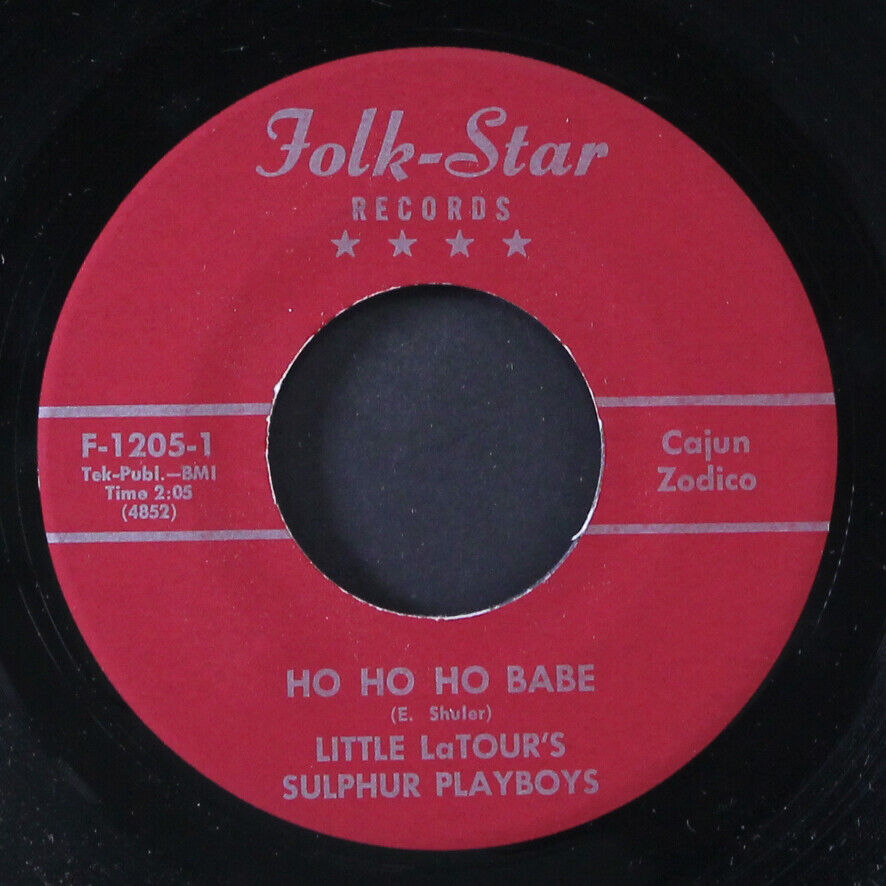 Folk-Star
RECORDS
F-1205-1
Tek-Publ.—BMI
Time 2:05
(4852)
Cajun
Zodico
HO HO HO BABE
(E. Shuler)
LITTLE LaTOUR'S
SULPHUR PLAYBOYS